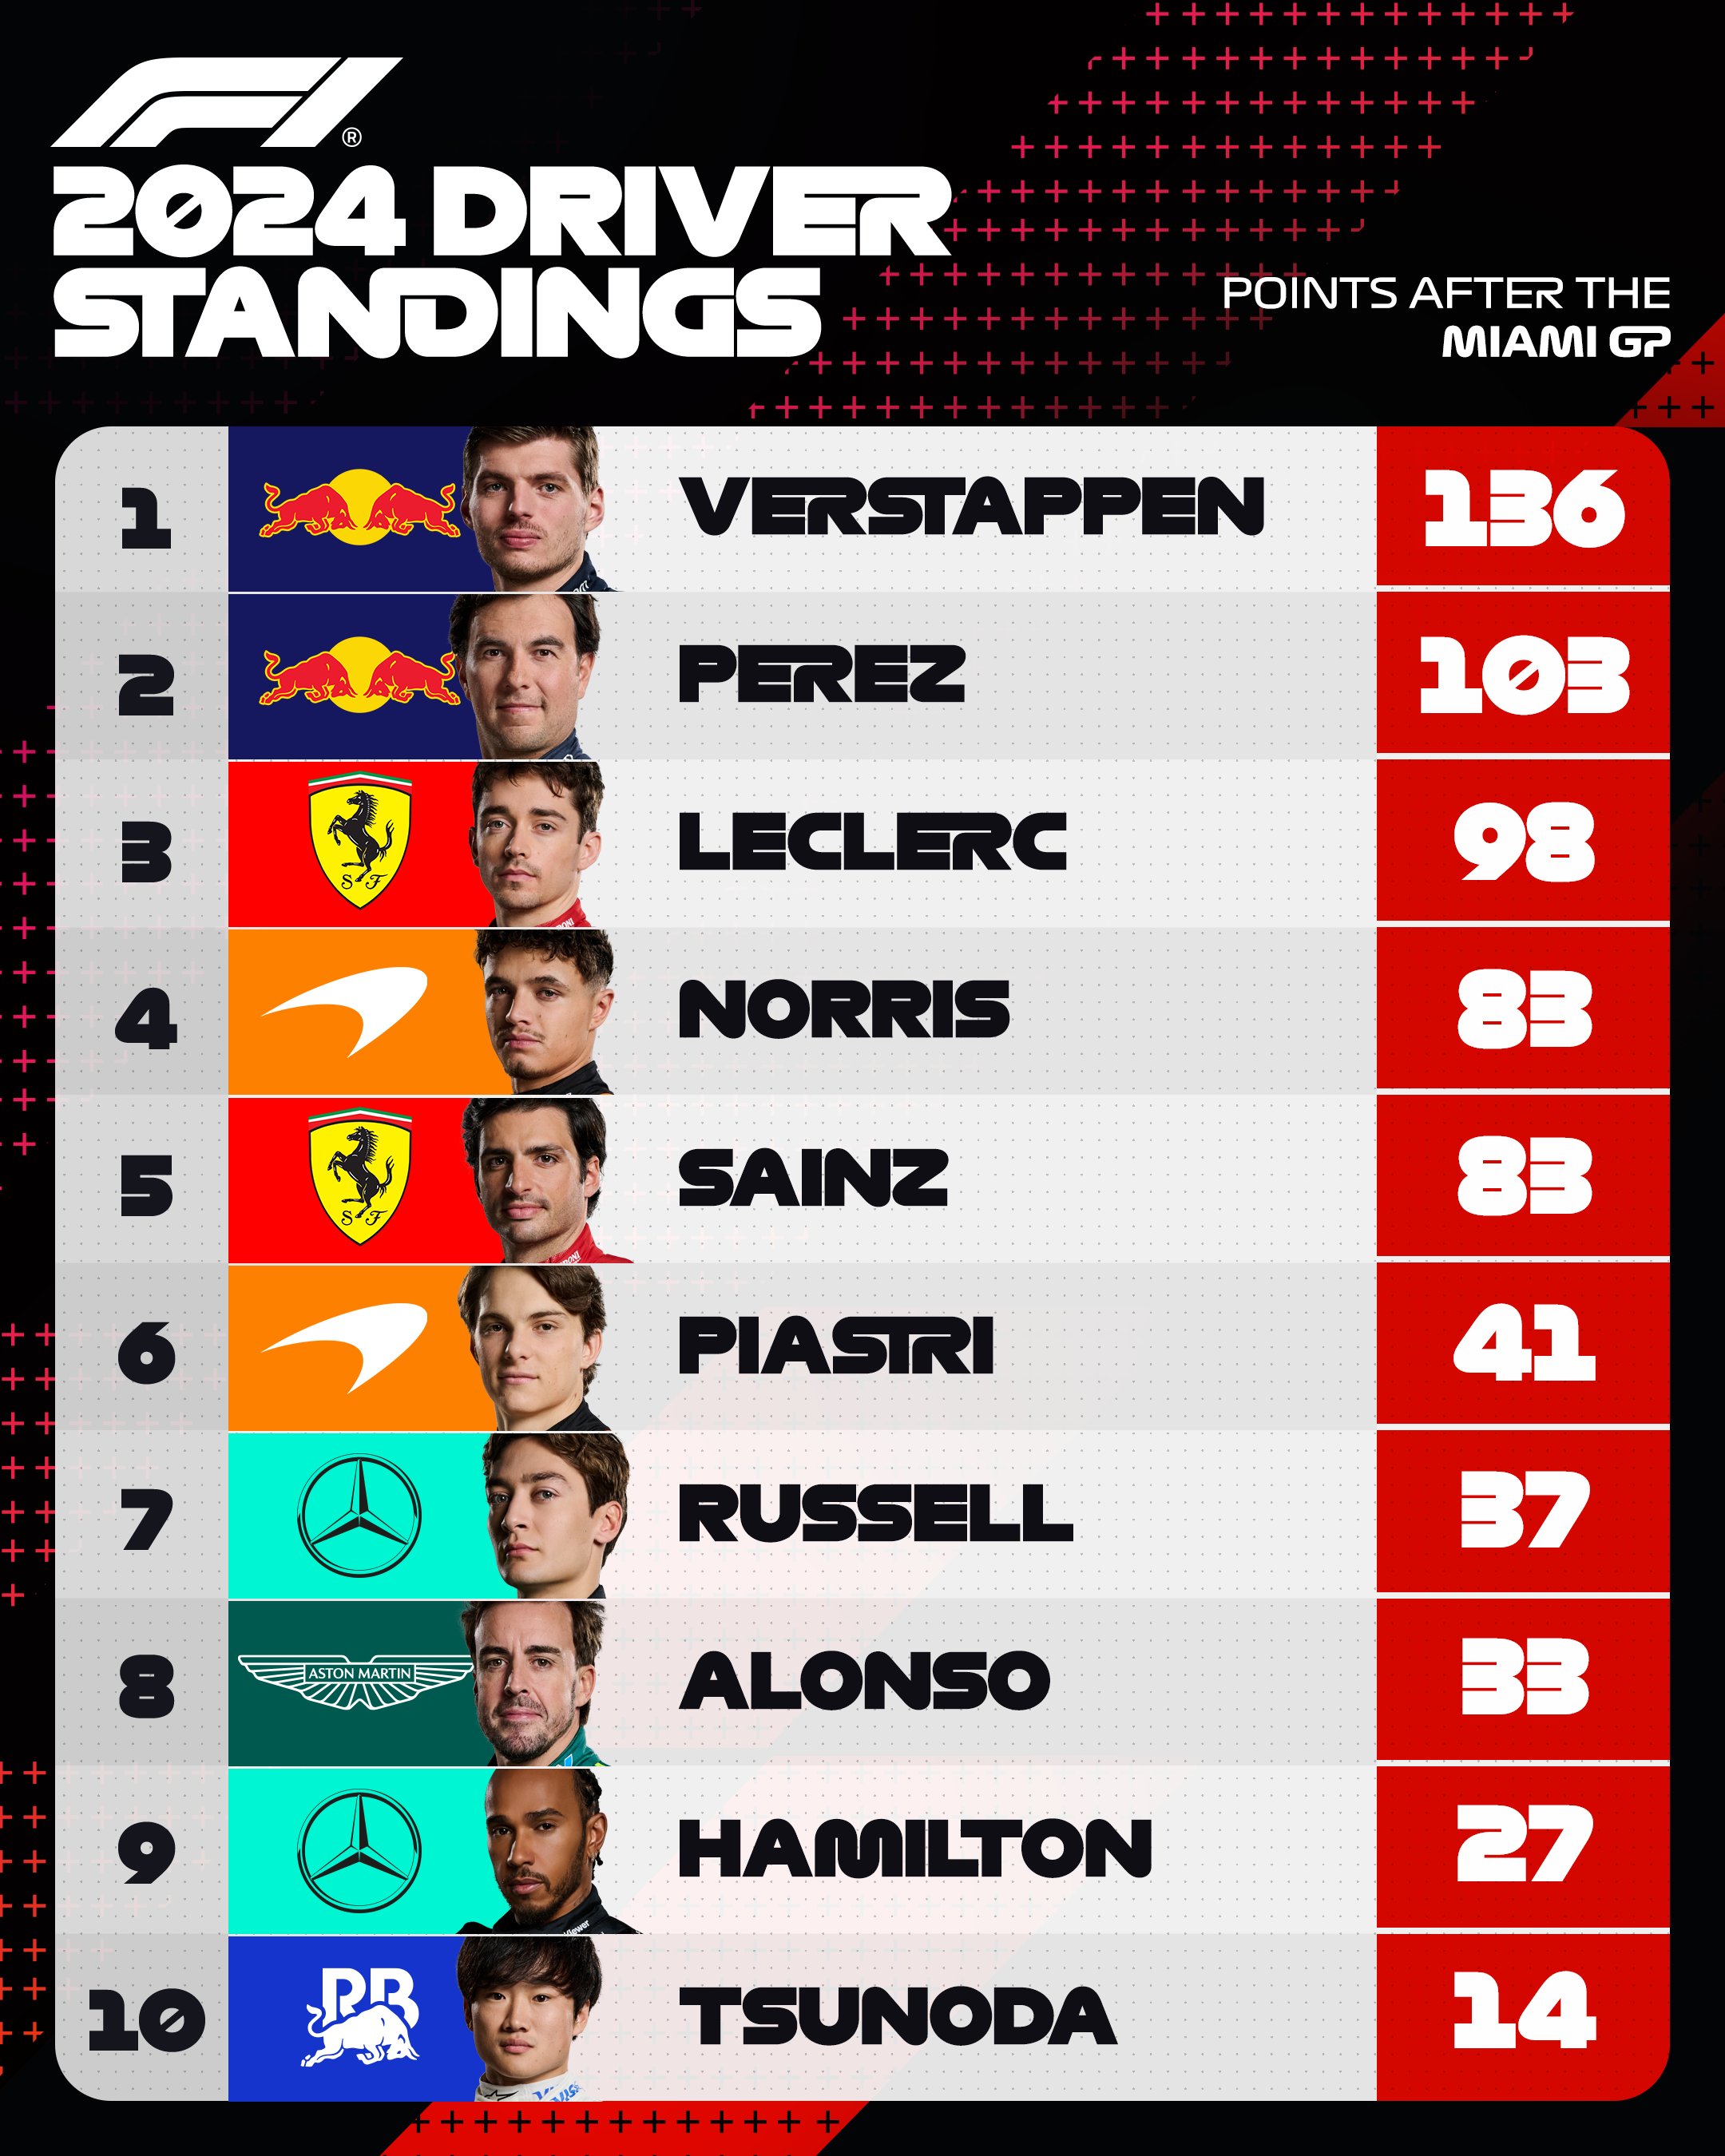 F1®
2024 DRIVER
STANDINGS
POINTS AFTER THE
MIAMI GP
1 VERSTAPPEN 136
2 PEREZ 103
3 S F LECLERC 98
4 NORRIS 83
5 S F SAINZ 83
6 PIASTRI 41
7 RUSSELL 37
8 ASTON MARTIN ALONSO 33
9 HAMILTON 27
10 RB TSUNODA 14